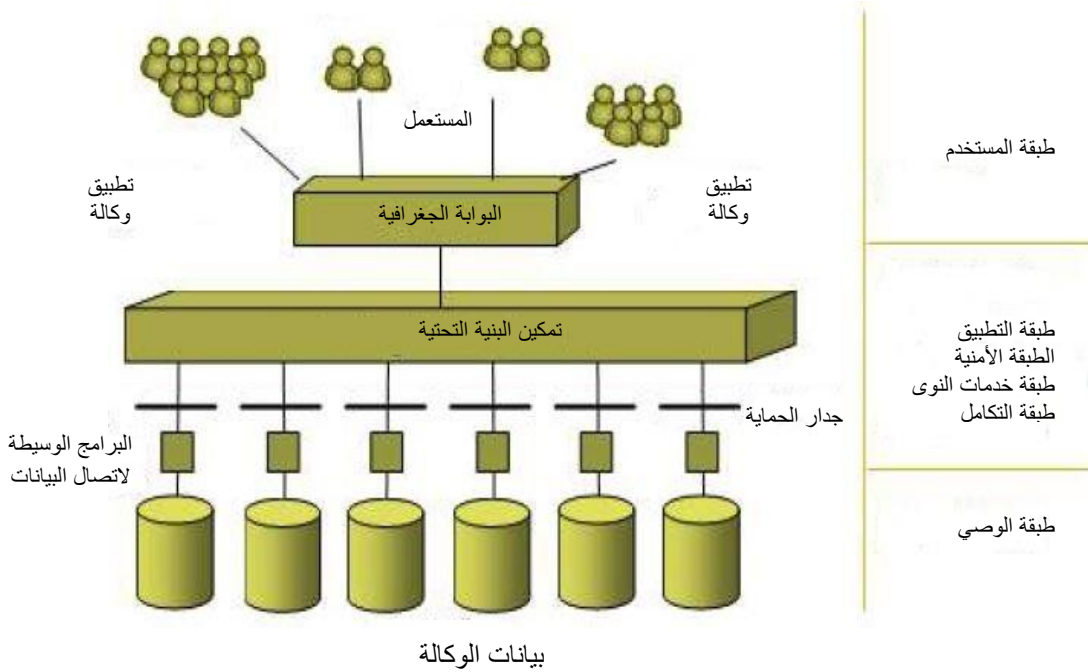 المستعمل
طبقة المستخدم
تطبيق
وكالة
تطبيق
وكالة
البوابة الجغرافية
تمكين البنية التحتية
طبقة التطبيق
الطبقة الأمنية
طبقة خدمات النوى
طبقة التكامل
جدار الحماية
البرامج الوسيطة
لاتصال البيانات
طبقة الوصي
بيانات الوكالة